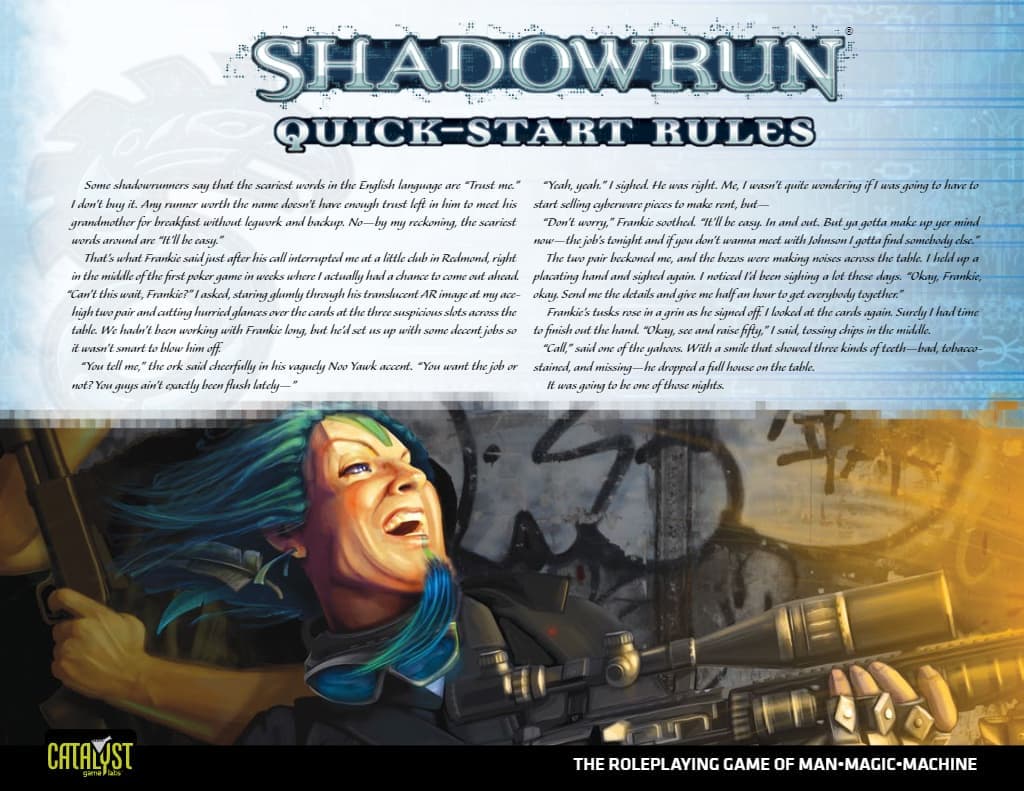 SHADOWRUN®
QUICK-START RULES
Some shadowrunners say that the scariest words in the English language are “Trust me.”
I don’t buy it. Any runner worth the name doesn’t have enough trust left in him to meet his
grandmother for breakfast without legwork and backup. No—by my reckoning, the scariest
words around are “It’ll be easy.”
That’s what Frankie said just after his call interrupted me at a little club in Redmond, right
in the middle of the first poker game in weeks where I actually had a chance to come out ahead.
“Can’t this wait, Frankie?” I asked, staring glumly through his translucent AR image at my ace-
high two pair and cutting hurried glances over the cards at the three suspicious slots across the
table. We hadn’t been working with Frankie long, but he’d set us up with some decent jobs so
it wasn’t smart to blow him off.
“You tell me,” the ork said cheerfully in his vaguely Noo Yawk accent. “You want the job or
not? You guys ain’t exactly been flush lately—”
“Yeah, yeah.” I sighed. He was right. Me, I wasn’t quite wondering if I was going to have to
start selling cyberware pieces to make rent, but—
“Don’t worry,” Frankie soothed. “It’ll be easy. In and out. But ya gotta make up yer mind
now—the job’s tonight and if you don’t wanna meet with Johnson I gotta find somebody else.”
The two pair beckoned me, and the bozos were making noises across the table. I held up a
placating hand and sighed again. I noticed I’d been sighing a lot these days. “Okay, Frankie,
okay. Send me the details and give me half an hour to get everybody together.”
Frankie’s tusks rose in a grin as he signed off. I looked at the cards again. Surely I had time
to finish out the hand. “Okay, see and raise fifty,” I said, tossing chips in the middle.
“Call,” said one of the yahoos. With a smile that showed three kinds of teeth—bad, tobacco-
stained, and missing—he dropped a full house on the table.
It was going to be one of those nights.
CATALYST
game labs
THE ROLEPLAYING GAME OF MAN•MAGIC•MACHINE